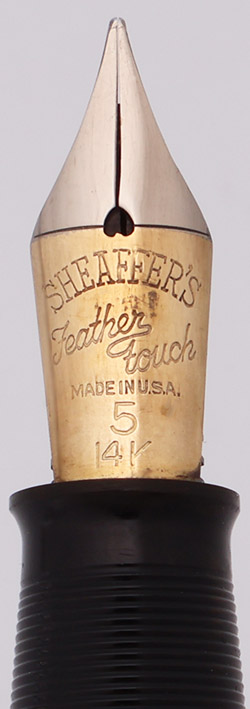 SHEAFFER'S
Feather
touch
MADE IN U.S.A.
5
14K